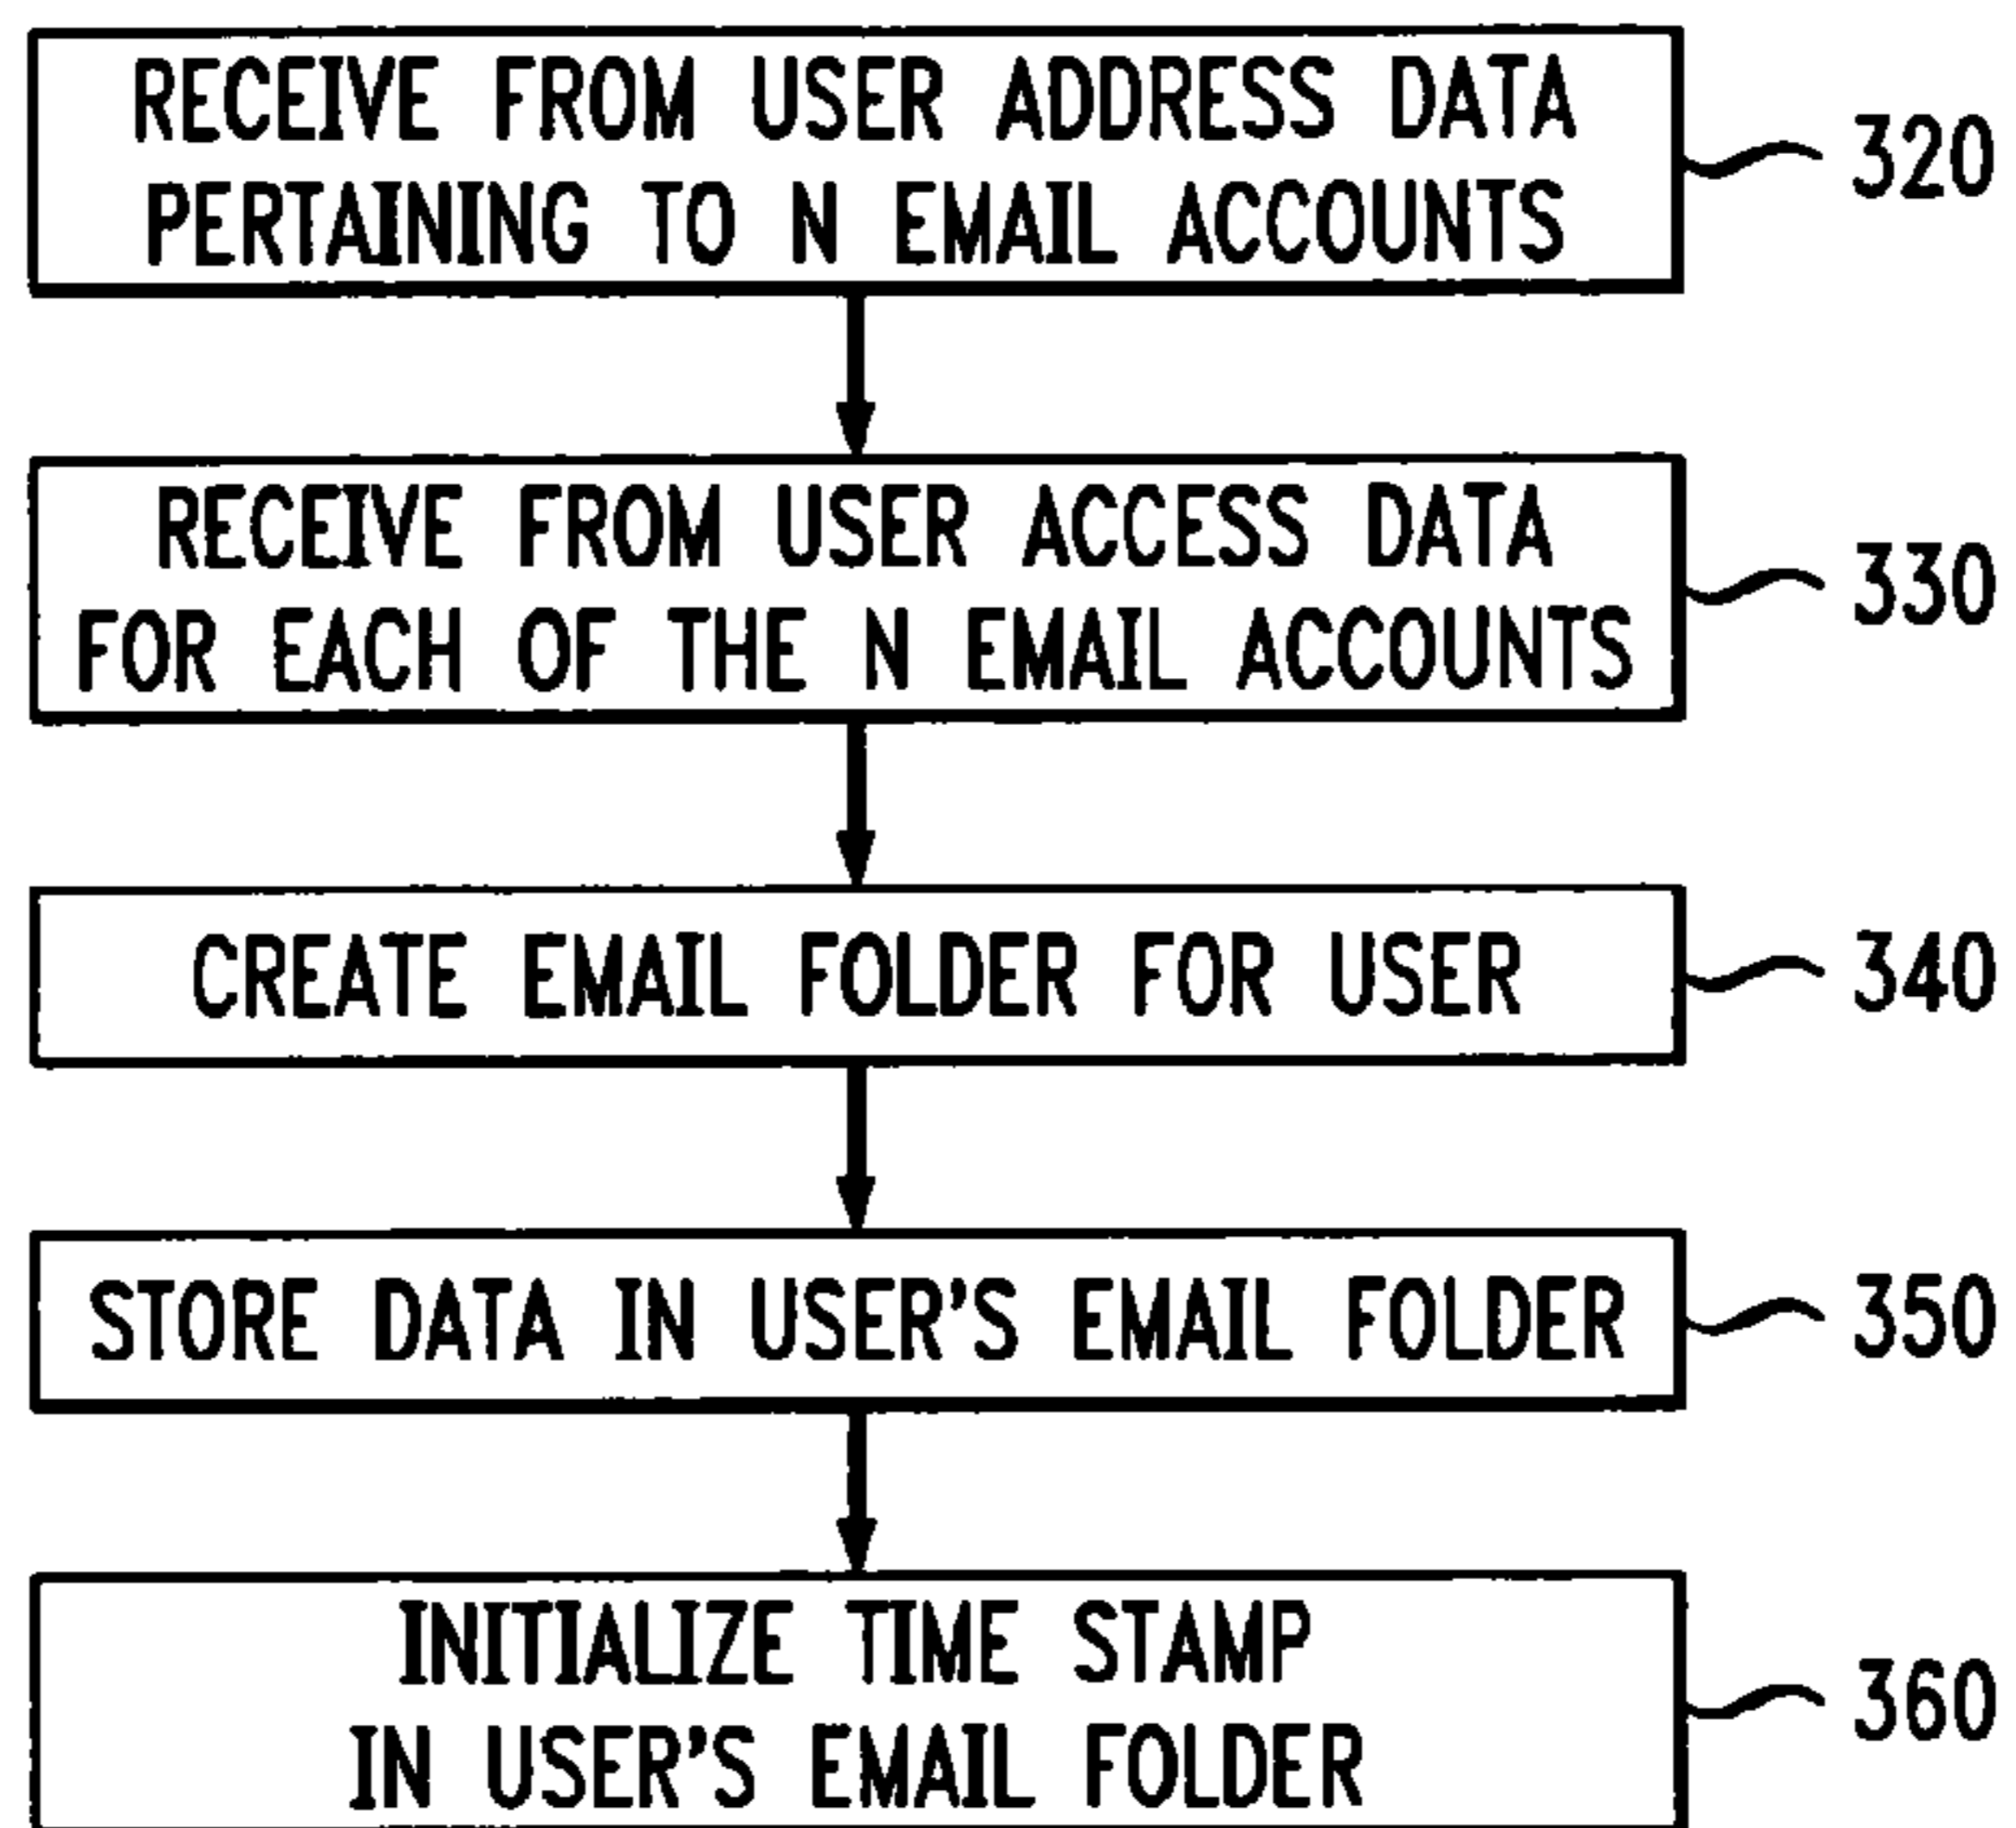 RECEIVE FROM USER ADDRESS DATA
PERTAINING TO N EMAIL ACCOUNTS
320
RECEIVE FROM USER ACCESS DATA
FOR EACH OF THE N EMAIL ACCOUNTS
330
CREATE EMAIL FOLDER FOR USER
340
STORE DATA IN USER'S EMAIL FOLDER
350
INITIALIZE TIME STAMP
IN USER'S EMAIL FOLDER
360